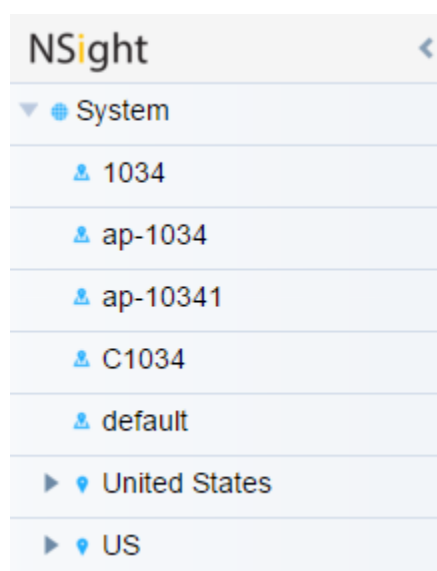 NSight
System
1034
ap-1034
ap-10341
C1034
default
United States
US